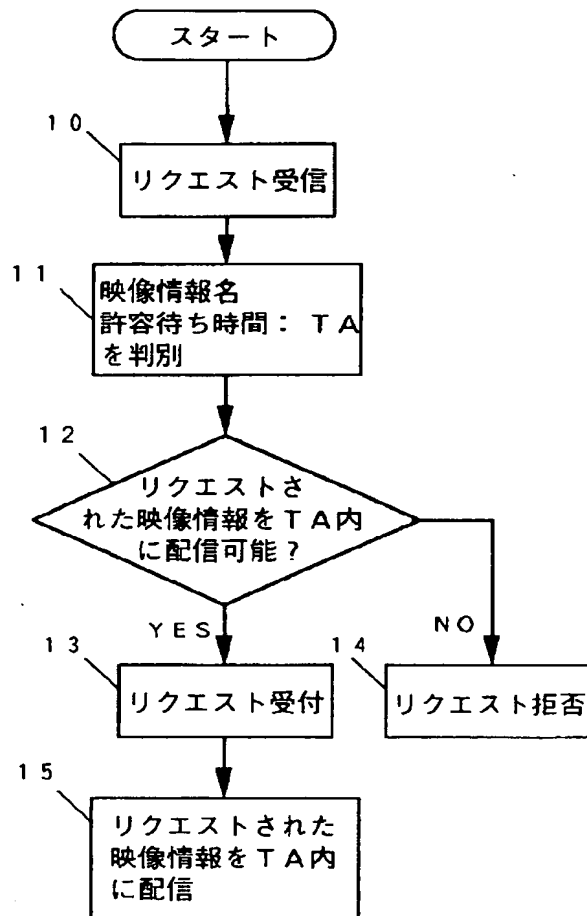 スタート
10
リクエスト受信
11
映像情報名
許容待ち時間：TA
を判別
12
リクエストさ
れた映像情報をTA内
に配信可能？
YES
NO
13
リクエスト受付
14
リクエスト拒否
15
リクエストされた
映像情報をTA内
に配信